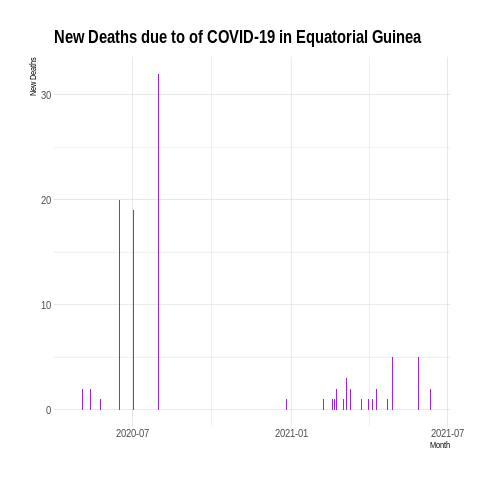 New Deaths due to of COVID-19 in Equatorial Guinea
New Deaths
30
20
10
0
2020-07
2021-01
2021-07
Month